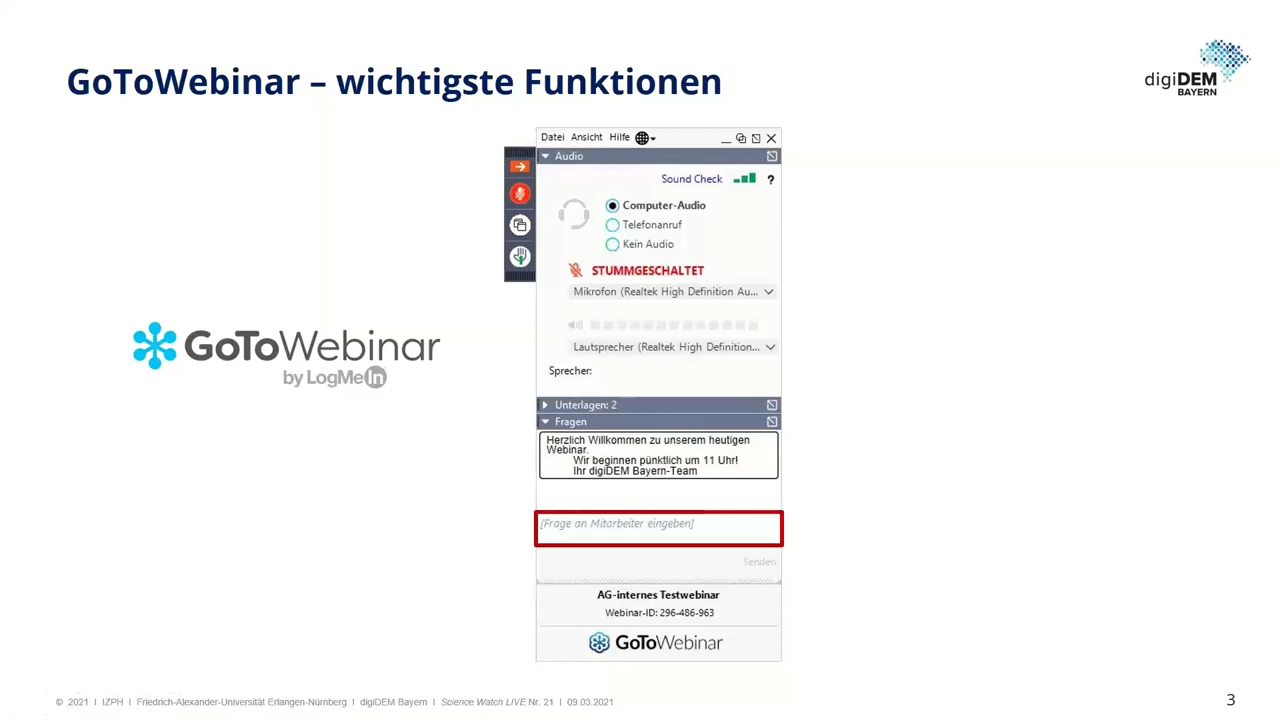 GoToWebinar – wichtigste Funktionen
digiDEM
BAYERN
Datei Ansicht Hilfe
Audio
Sound Check ?
Computer-Audio
Telefonanruf
Kein Audio
STUMMGESCHALTET
Mikrofon (Realtek High Definition Au...
Lautsprecher (Realtek High Definition...
Sprecher:
GoToWebinar
by LogMeIn
Unterlagen: 2
Fragen
Herzlich Willkommen zu unserem heutigen
Webinar.
Wir beginnen pünktlich um 11 Uhr!
Ihr digiDEM Bayern-Team
[Frage an Mitarbeiter eingeben]
Senden
AG-internes Testwebinar
Webinar-ID: 296-486-963
GoToWebinar
© 2021 I IZPH I Friedrich-Alexander-Universität Erlangen-Nürnberg I digiDEM Bayern I Science Watch LIVE Nr. 21 I 09.03.2021
3